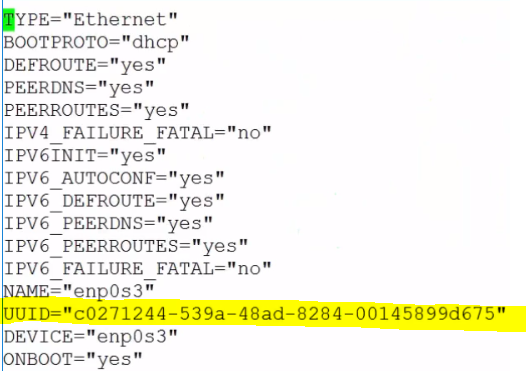 TYPE="Ethernet"
BOOTPROTO="dhcp"
DEFROUTE="yes"
PEERDNS="yes"
PEERROUTES="yes"
IPV4_FAILURE_FATAL="no"
IPV6INIT="yes"
IPV6_AUTOCONF="yes"
IPV6_DEFROUTE="yes"
IPV6_PEERDNS="yes"
IPV6_PEERROUTES="yes"
IPV6_FAILURE_FATAL="no"
NAME="enp0s3"
UUID="c0271244-539a-48ad-8284-00145899d675"
DEVICE="enp0s3"
ONBOOT="yes"